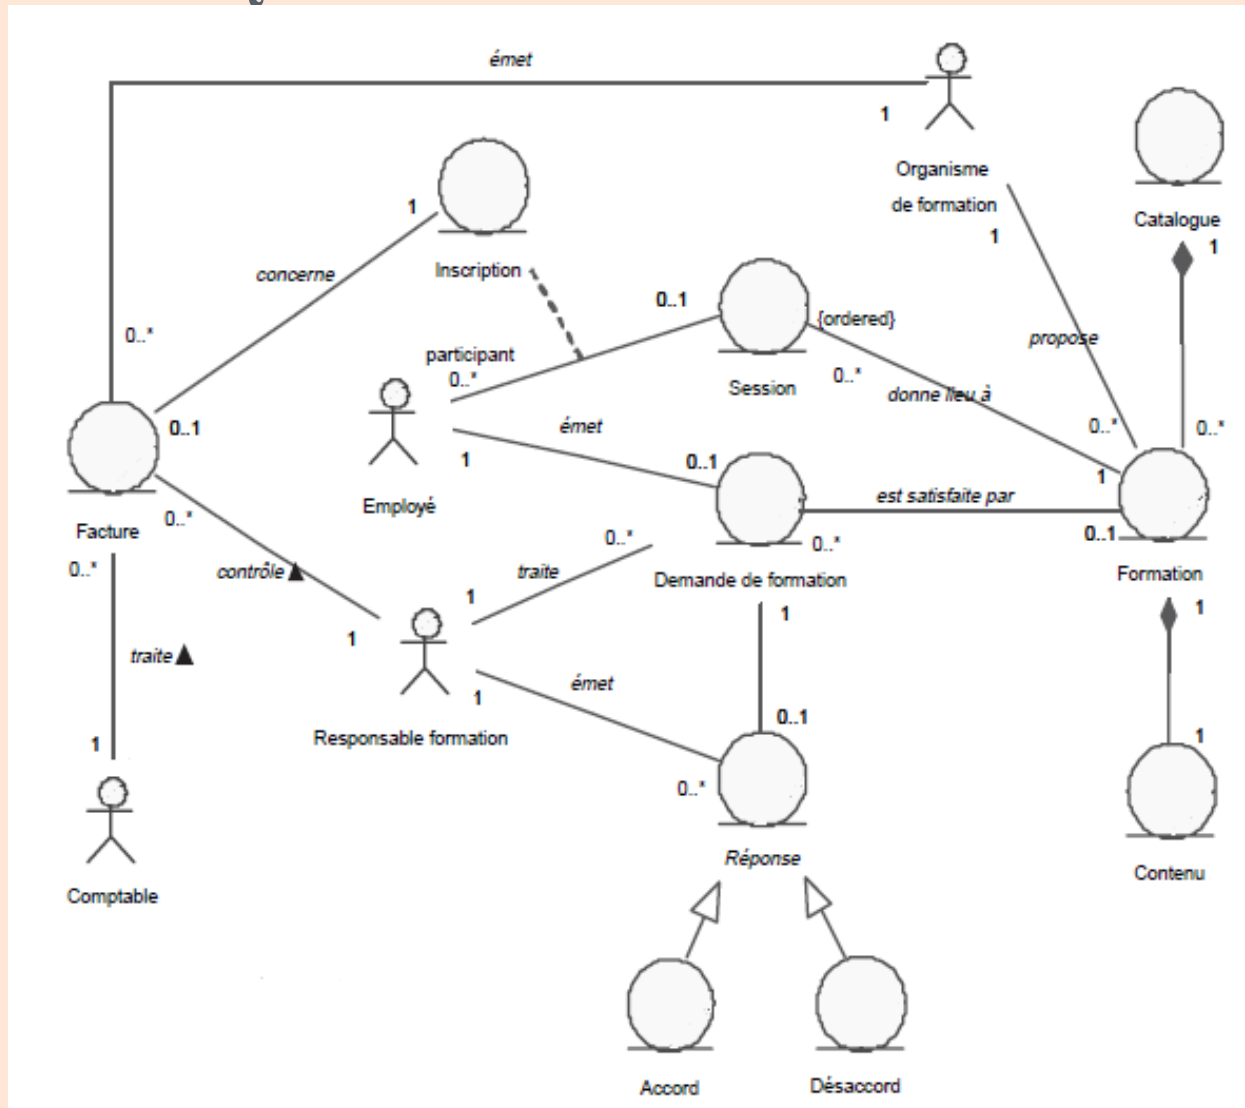 émet
1
Organisme
de formation
1
Catalogue
1
1
Inscription
concerne
0..1
{ordered}
propose
0..*
participant
0..*
Session
0..*
donne lieu à
0..*
0..*
0..1
émet
1
0..1
1
Employé
est satisfaite par
Facture
0..*
0..*
0..1
0..*
0..*
contrôle
traite
Demande de formation
Formation
1
1
1
1
traite
émet
1
Responsable formation
0..1
1
1
0..*
Réponse
Contenu
Comptable
Accord
Désaccord